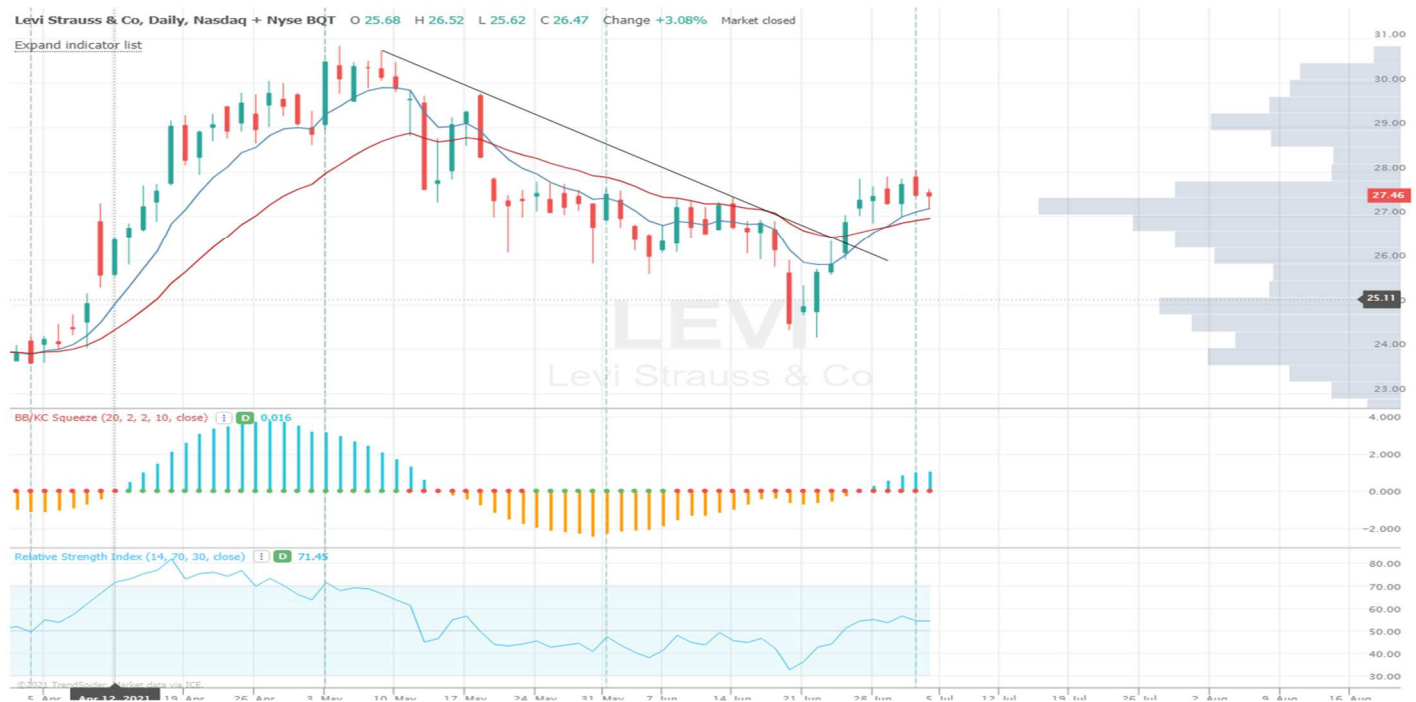 Levi Strauss & Co, Daily, Nasdaq + Nyse BQT O 25.68 H 26.52 L 25.62 C 26.47 Change +3.08% Market closed
Expand indicator list
31.00
30.00
29.00
28.00
27.46
27.00
26.00
25.11
24.00
23.00
LEVI
Levi Strauss & Co
BB/KC Squeeze (20, 2, 2, 10, close) D 0.016
4.000
2.000
0.000
-2.000
Relative Strength Index (14, 70, 30, close) D 71.45
80.00
70.00
60.00
50.00
40.00
30.00
©2021 TrendSpider. Market data via ICE.
5 Apr Apr 12, 2021 19 Apr 26 Apr 3 May 10 May 17 May 24 May 31 May 7 Jun 14 Jun 21 Jun 28 Jun 5 Jul 12 Jul 19 Jul 26 Jul 2 Aug 9 Aug 16 Aug